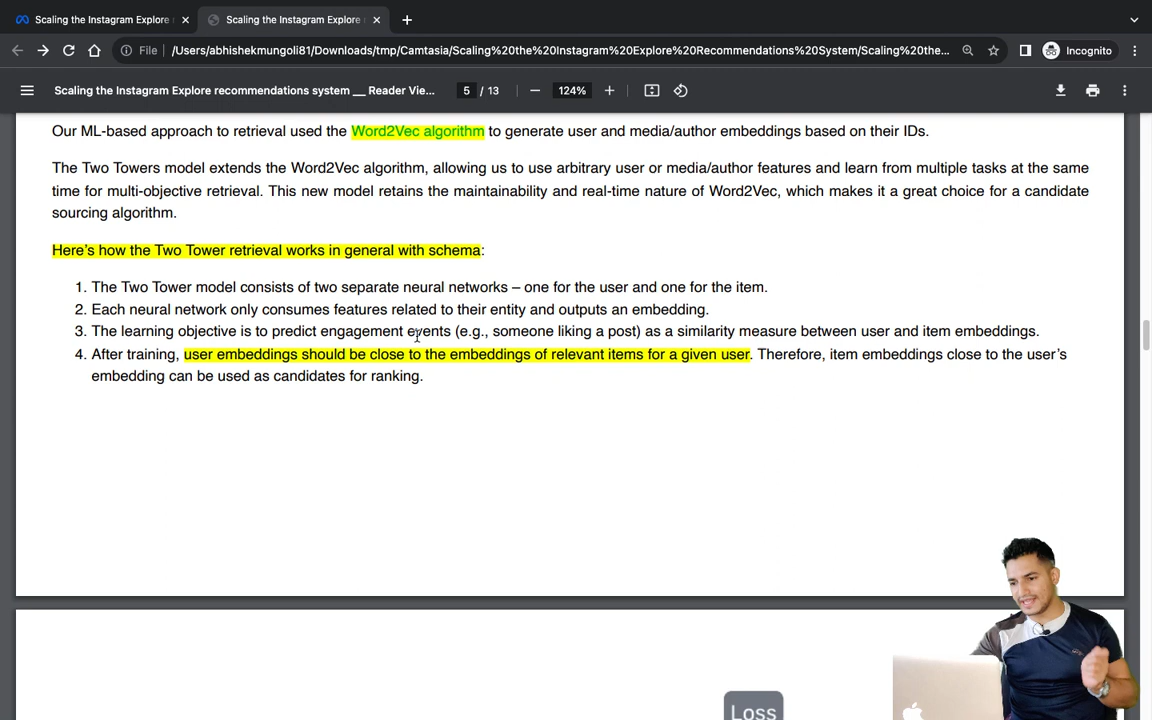 Scaling the Instagram Explore
Scaling the Instagram Explore
File /Users/abhishekmungoli81/Downloads/tmp/Camtasia/Scaling%20the%20Instagram%20Explore%20Recommendations%20System/Scaling%20the... Incognito
Scaling the Instagram Explore recommendations system __ Reader Vie... 5 / 13 124%
Our ML-based approach to retrieval used the Word2Vec algorithm to generate user and media/author embeddings based on their IDs.
The Two Towers model extends the Word2Vec algorithm, allowing us to use arbitrary user or media/author features and learn from multiple tasks at the same
time for multi-objective retrieval. This new model retains the maintainability and real-time nature of Word2Vec, which makes it a great choice for a candidate
sourcing algorithm.
Here's how the Two Tower retrieval works in general with schema:
1. The Two Tower model consists of two separate neural networks – one for the user and one for the item.
2. Each neural network only consumes features related to their entity and outputs an embedding.
3. The learning objective is to predict engagement events (e.g., someone liking a post) as a similarity measure between user and item embeddings.
4. After training, user embeddings should be close to the embeddings of relevant items for a given user. Therefore, item embeddings close to the user's
embedding can be used as candidates for ranking.
Loss